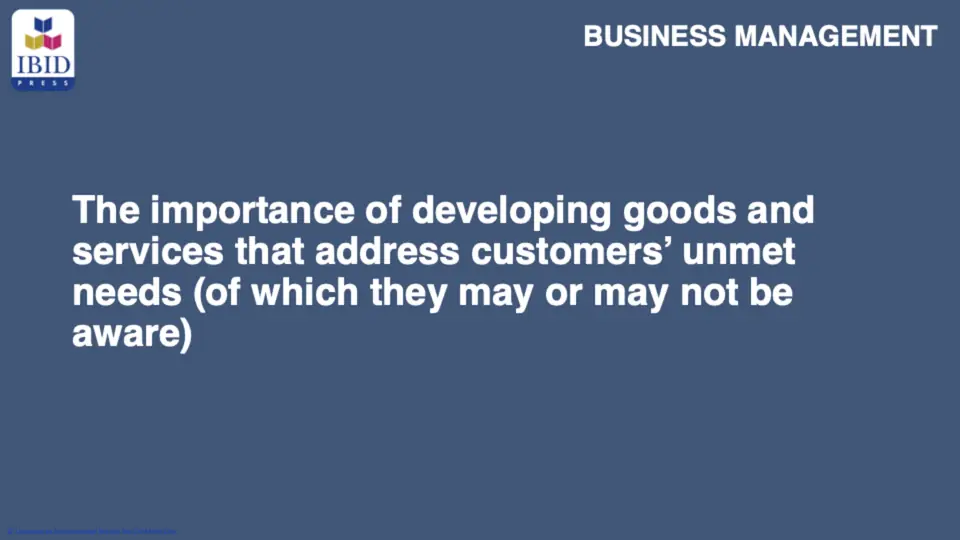 IBID
PRESS
BUSINESS MANAGEMENT
The importance of developing goods and
services that address customers’ unmet
needs (of which they may or may not be
aware)